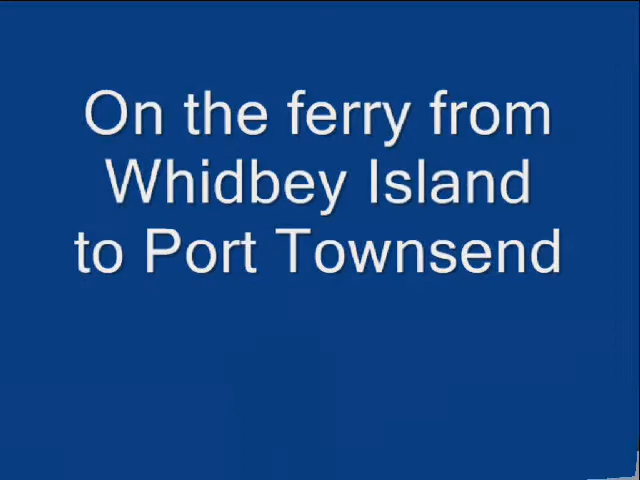 On the ferry from
Whidbey Island
to Port Townsend